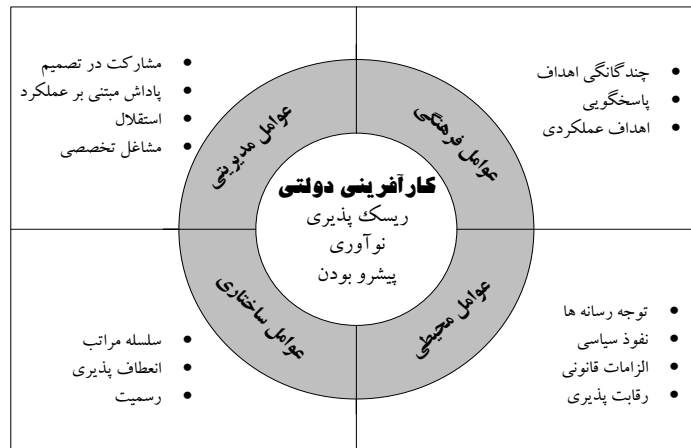 چندگانگی اهداف
پاسخگویی
اهداف عملکردی
عوامل فرهنگی
مشارکت در تصمیم
پاداش مبتنی بر عملکرد
استقلال
مشاغل تخصصی
عوامل مدیریتی
کارآفرینی دولتی
ریسک پذیری
نوآوری
پیشرو بودن
عوامل محیطی
توجه رسانه ها
نفوذ سیاسی
الزامات قانونی
رقابت پذیری
عوامل ساختاری
سلسله مراتب
انعطاف پذیری
رسمیت